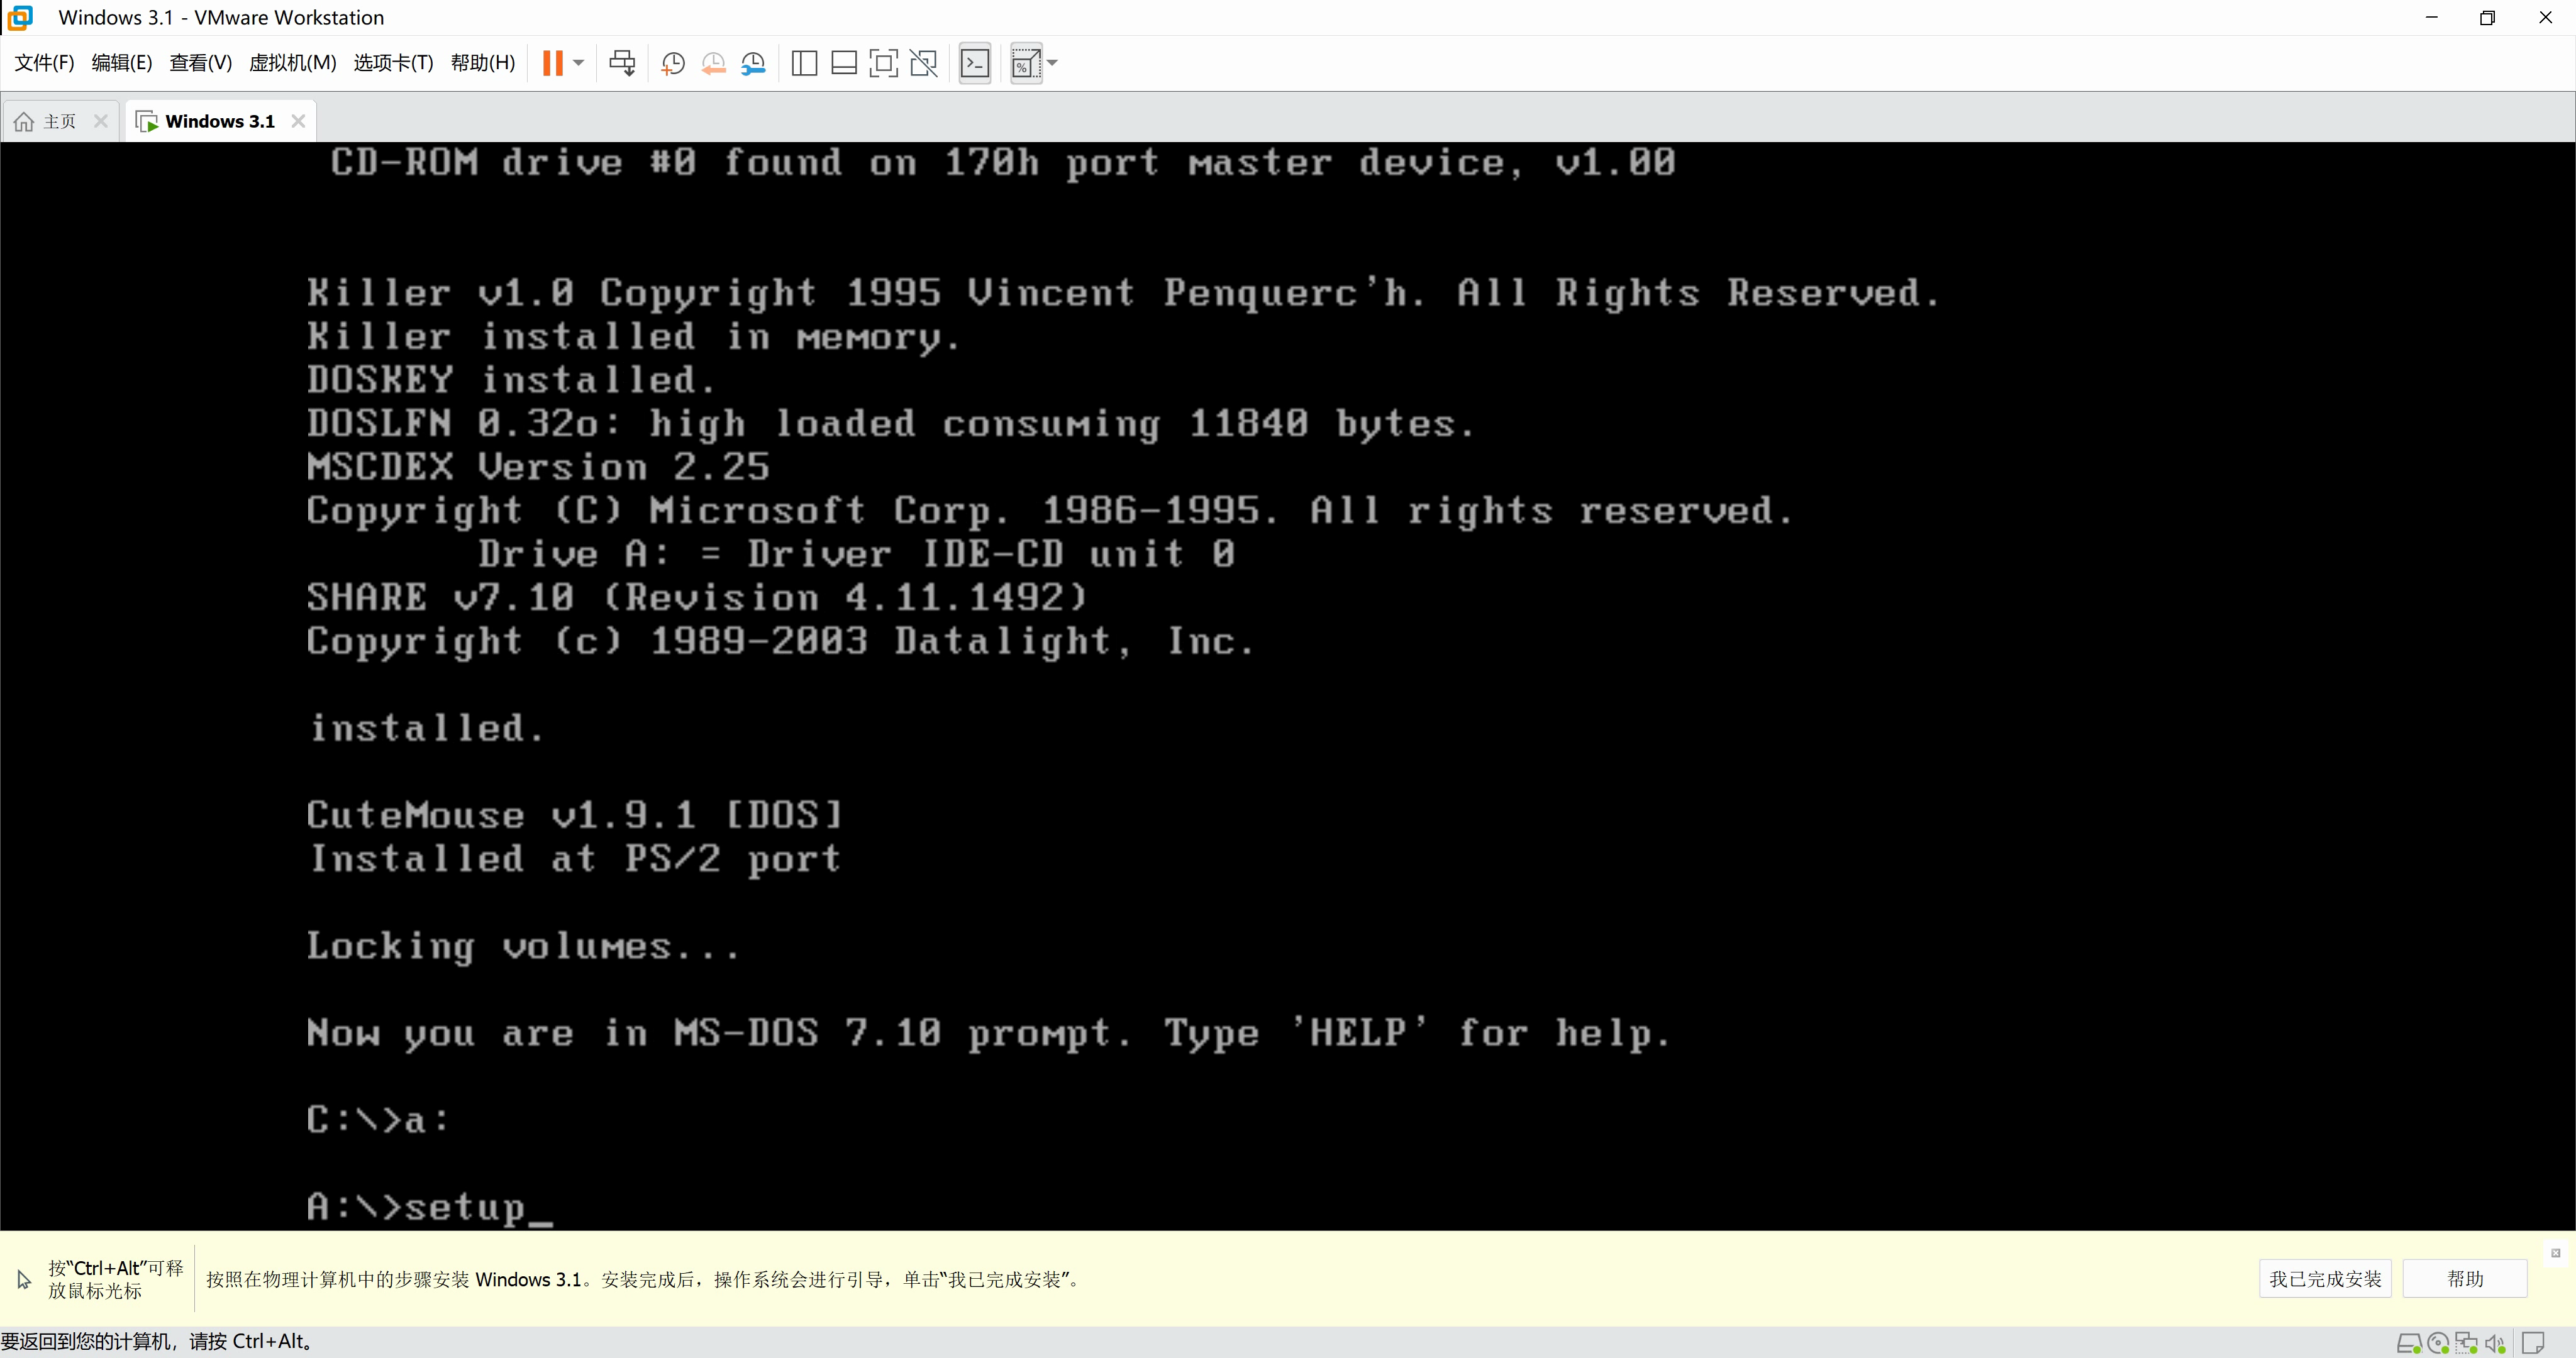 Windows 3.1 - VMware Workstation
文件(F) 编辑(E) 查看(V) 虚拟机(M) 选项卡(T) 帮助(H)
主页 Windows 3.1
CD-ROM drive #0 found on 170h port master device, v1.00
Killer v1.0 Copyright 1995 Vincent Penquerc'h. All Rights Reserved.
Killer installed in memory.
DOSKEY installed.
DOSLFN 0.32o: high loaded consuming 11840 bytes.
MSCDEX Version 2.25
Copyright (C) Microsoft Corp. 1986-1995. All rights reserved.
Drive A: = Driver IDE-CD unit 0
SHARE v7.10 (Revision 4.11.1492)
Copyright (c) 1989-2003 Datalight, Inc.
installed.
CuteMouse v1.9.1 [DOS]
Installed at PS/2 port
Locking volumes...
Now you are in MS-DOS 7.10 prompt. Type 'HELP' for help.
C:\>a:
A:\>setup_
按“Ctrl+Alt”可释
放鼠标光标
按照在物理计算机中的步骤安装 Windows 3.1。安装完成后，操作系统会进行引导，单击“我已完成安装”。
我已完成安装 帮助
要返回到您的计算机，请按 Ctrl+Alt。